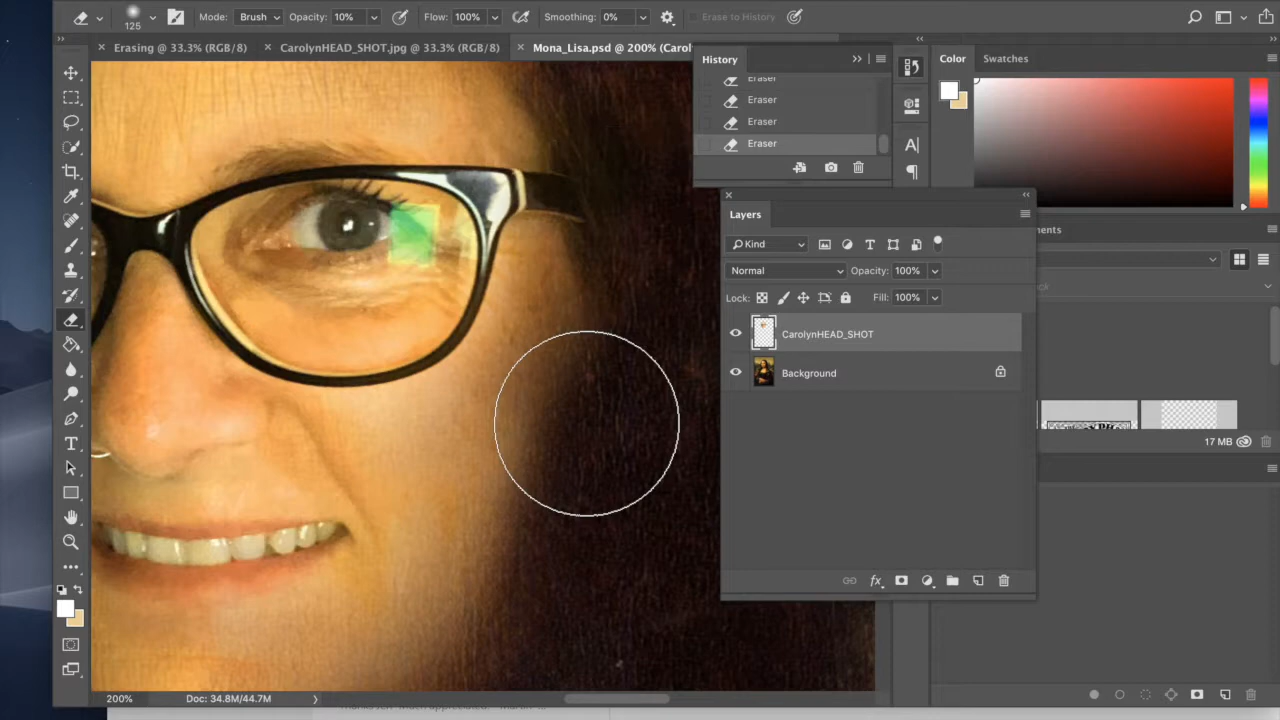 125 Mode: Brush Opacity: 10% Flow: 100% Smoothing: 0% Erase to History
Erasing @ 33.3% (RGB/8) CarolynHEAD_SHOT.jpg @ 33.3% (RGB/8) Mona_Lisa.psd @ 200% (Carol
History
Eraser
Eraser
Eraser
Eraser
Color Swatches
Layers
Kind
Normal Opacity: 100%
Lock: Fill: 100%
CarolynHEAD_SHOT
Background
fx
ments
17 MB
200% Doc: 34.8M/44.7M